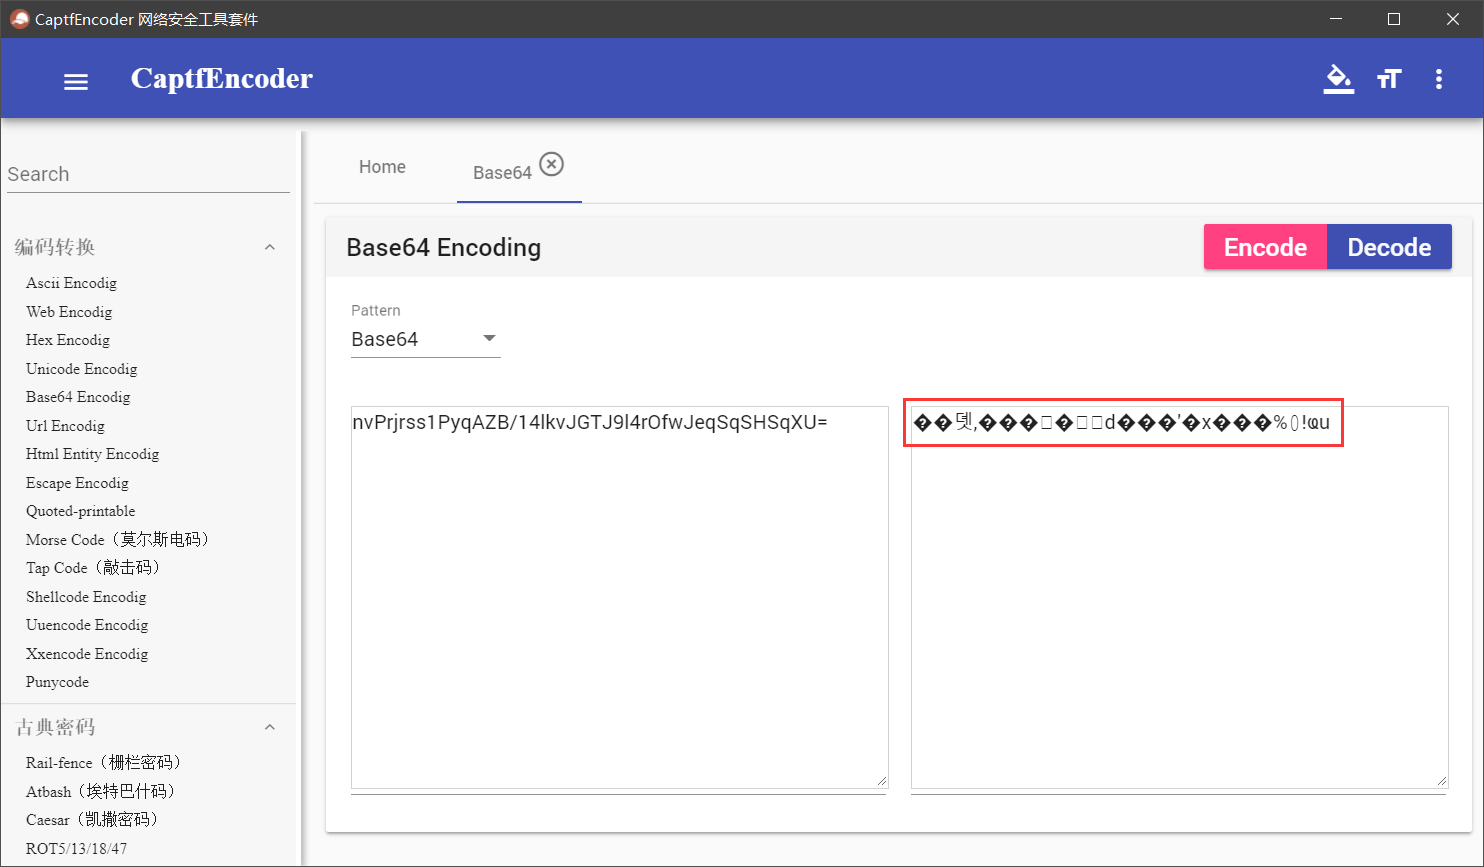 CaptfEncoder 网络安全工具套件
CaptfEncoder
Search
编码转换
Ascii Encodig
Web Encodig
Hex Encodig
Unicode Encodig
Base64 Encodig
Url Encodig
Html Entity Encodig
Escape Encodig
Quoted-printable
Morse Code（莫尔斯电码）
Tap Code（敲击码）
Shellcode Encodig
Uuencode Encodig
Xxencode Encodig
Punycode
古典密码
Rail-fence（栅栏密码）
Atbash（埃特巴什码）
Caesar（凯撒密码）
ROT5/13/18/47
Home
Base64
Base64 Encoding
Encode
Decode
Pattern
Base64
nvPrjrss1PyqAZB/14lkvJGTJ9l4rOfwJeqSqSHSqXU=